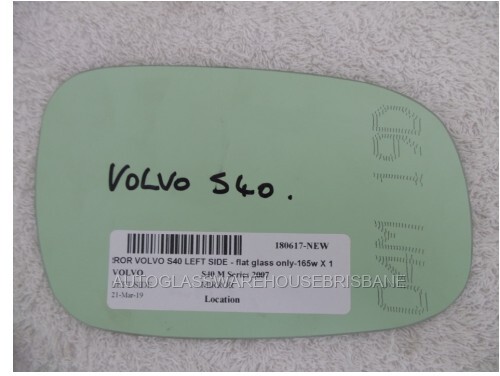 VOLVO S40.
180617-NEW
RROR VOLVO S40 LEFT SIDE - flat glass only-165w X 1
VOLVO S40 M Series 2007
AUTOGLASSWAREHOUSEBRISBANE
21-Mar-19
Location